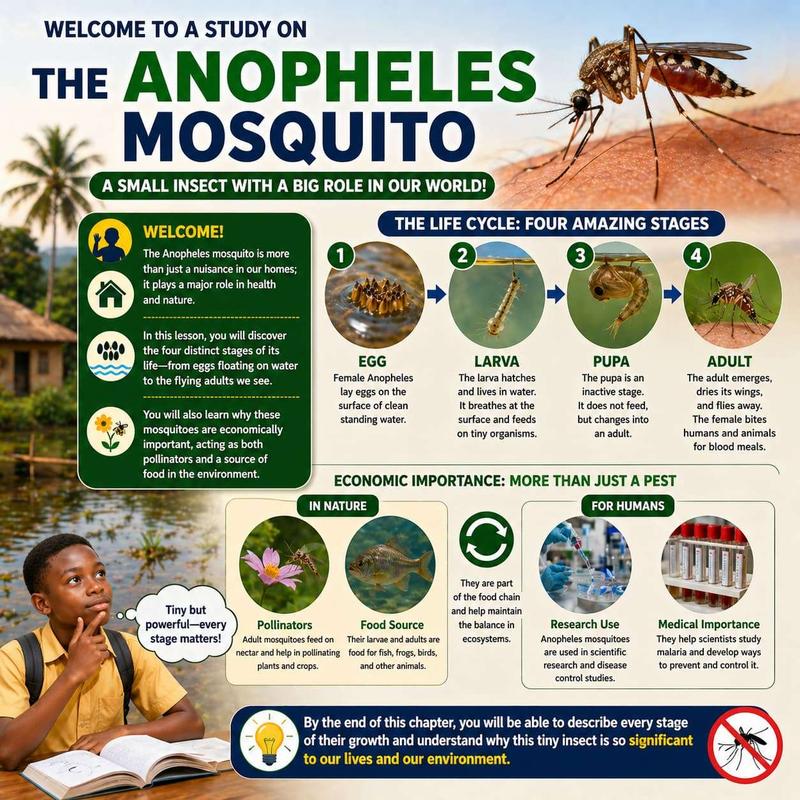 WELCOME TO A STUDY ON
THE ANOPHELES
MOSQUITO
A SMALL INSECT WITH A BIG ROLE IN OUR WORLD!
WELCOME!
The Anopheles mosquito is more
than just a nuisance in our homes;
it plays a major role in health
and nature.
In this lesson, you will discover
the four distinct stages of its
life—from eggs floating on water
to the flying adults we see.
You will also learn why these
mosquitoes are economically
important, acting as both
pollinators and a source of
food in the environment.
THE LIFE CYCLE: FOUR AMAZING STAGES
1
EGG
Female Anopheles
lay eggs on the
surface of clean
standing water.
2
LARVA
The larva hatches
and lives in water.
It breathes at the
surface and feeds
on tiny organisms.
3
PUPA
The pupa is an
inactive stage.
It does not feed,
but changes into
an adult.
4
ADULT
The adult emerges,
dries its wings,
and flies away.
The female bites
humans and animals
for blood meals.
ECONOMIC IMPORTANCE: MORE THAN JUST A PEST
IN NATURE
Pollinators
Adult mosquitoes feed on
nectar and help in pollinating
plants and crops.
Food Source
Their larvae and adults are
food for fish, frogs, birds,
and other animals.
They are part
of the food chain
and help maintain
the balance in
ecosystems.
FOR HUMANS
Research Use
Anopheles mosquitoes
are used in scientific
research and disease
control studies.
Medical Importance
They help scientists study
malaria and develop ways
to prevent and control it.
Tiny but
powerful—every
stage matters!
By the end of this chapter, you will be able to describe every stage
of their growth and understand why this tiny insect is so significant
to our lives and our environment.